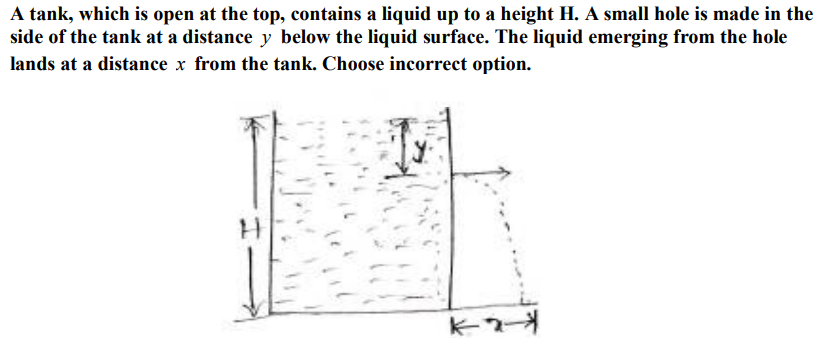 A tank, which is open at the top, contains a liquid up to a height H. A small hole is made in the
side of the tank at a distance y below the liquid surface. The liquid emerging from the hole
lands at a distance x from the tank. Choose incorrect option.
y
H
x